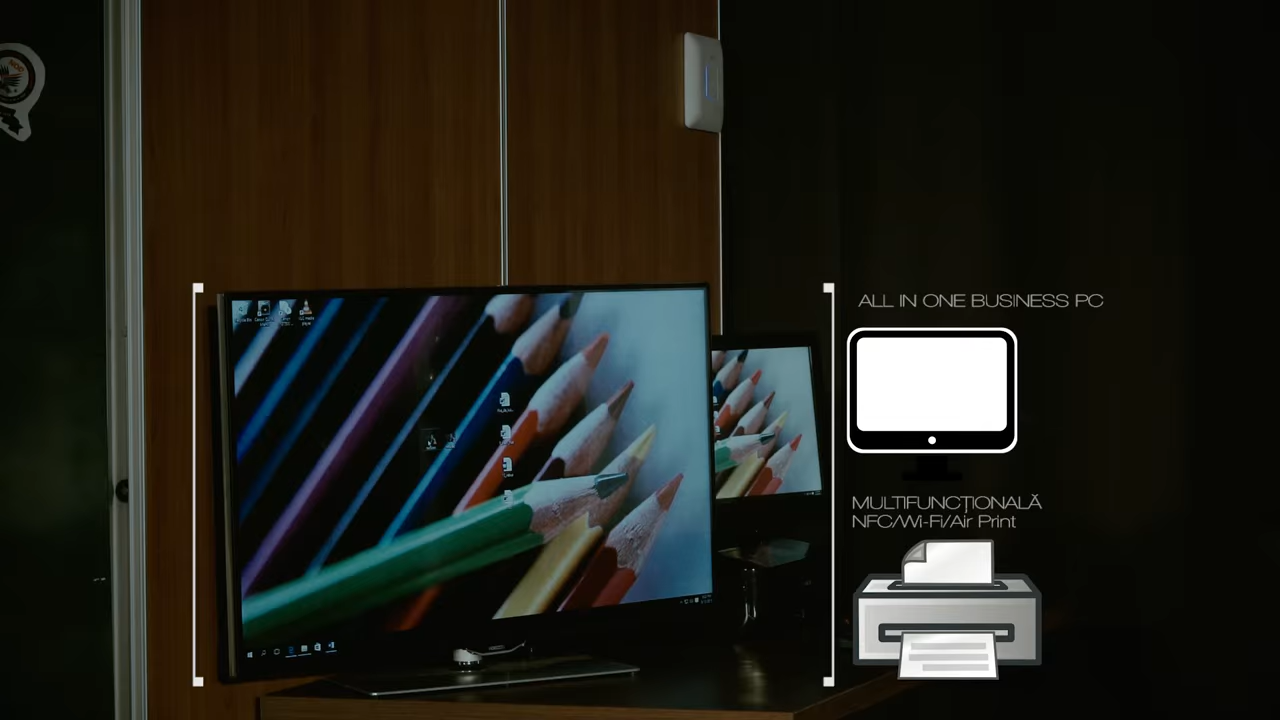 ALL IN ONE BUSINESS PC
MULTIFUNCȚIONALĂ
NFC/Wi-Fi/Air Print